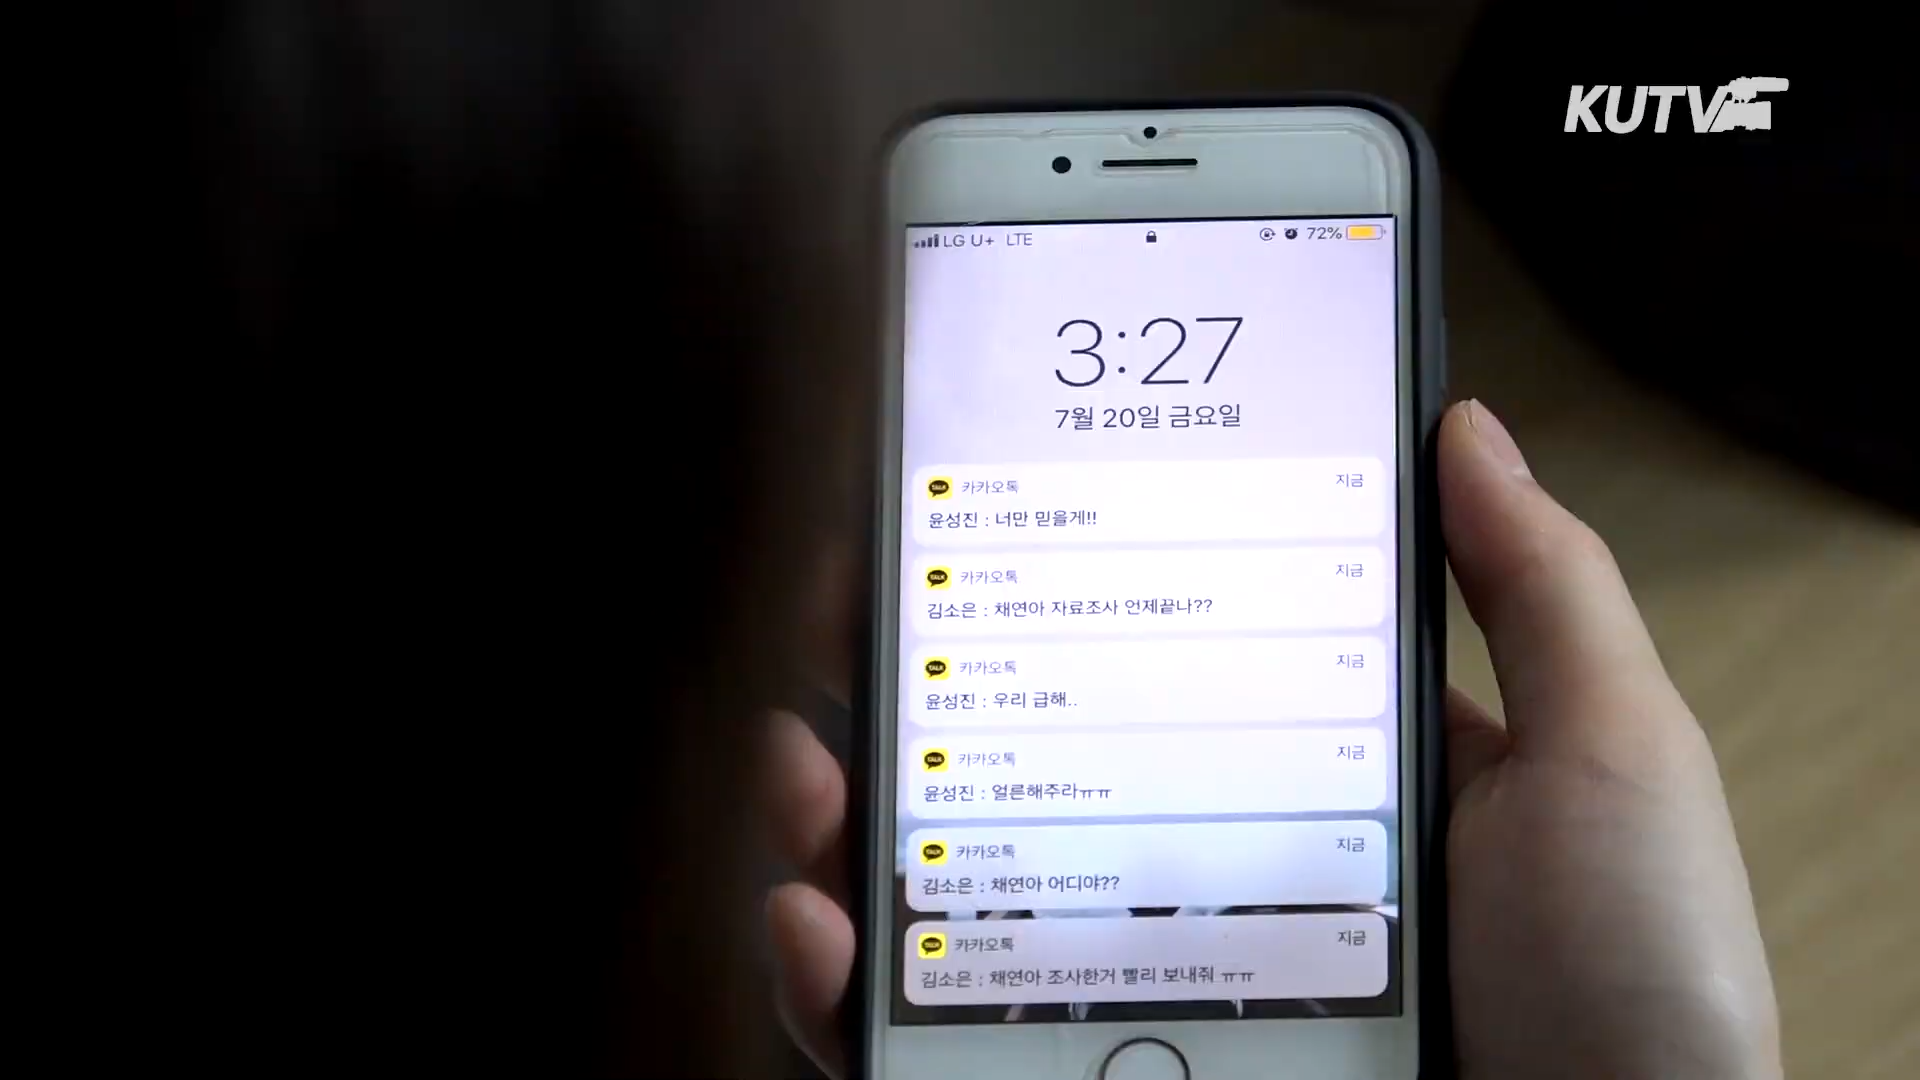 KUTV
LG U+ LTE 72%
3:27
7월 20일 금요일
TALK 카카오톡 지금
윤성진 : 너만 믿을게!!
TALK 카카오톡 지금
김소은 : 채연아 자료조사 언제끝나??
TALK 카카오톡 지금
윤성진 : 우리 급해..
TALK 카카오톡 지금
윤성진 : 얼른해주라ㅠㅠ
TALK 카카오톡 지금
김소은 : 채연아 어디야??
TALK 카카오톡 지금
김소은 : 채연아 조사한거 빨리 보내줘 ㅠㅠ